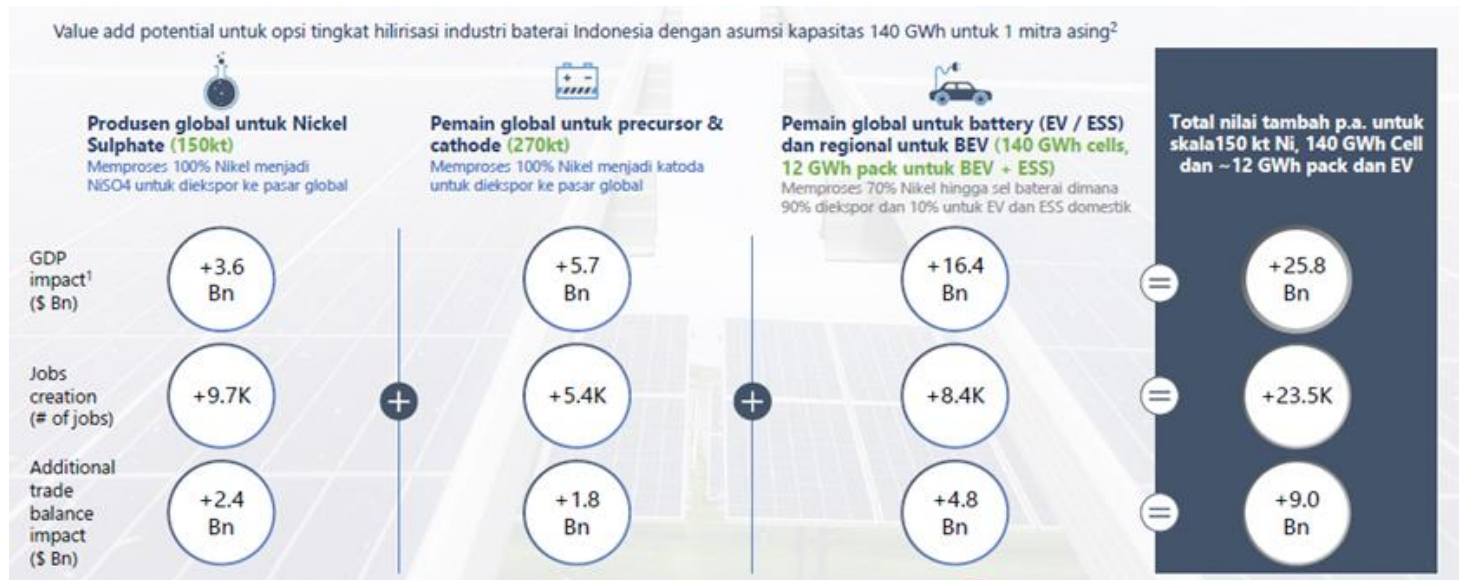 Value add potential untuk opsi tingkat hilirisasi industri baterai Indonesia dengan asumsi kapasitas 140 GWh untuk 1 mitra asing²
Produsen global untuk Nickel
Sulphate (150kt)
Memproses 100% Nikel menjadi
NiSO4 untuk diekspor ke pasar global
Pemain global untuk precursor &
cathode (270kt)
Memproses 100% Nikel menjadi katoda
untuk diekspor ke pasar global
Pemain global untuk battery (EV / ESS)
dan regional untuk BEV (140 GWh cells,
12 GWh pack untuk BEV + ESS)
Memproses 70% Nikel hingga sel baterai dimana
90% diekspor dan 10% untuk EV dan ESS domestik
Total nilai tambah p.a. untuk
skala150 kt Ni, 140 GWh Cell
dan ~12 GWh pack dan EV
GDP
impact¹
($ Bn)
+3.6
Bn
+5.7
Bn
+16.4
Bn
=
+25.8
Bn
Jobs
creation
(# of jobs)
+9.7K
+
+5.4K
+
+8.4K
=
+23.5K
Additional
trade
balance
impact
($ Bn)
+2.4
Bn
+1.8
Bn
+4.8
Bn
=
+9.0
Bn